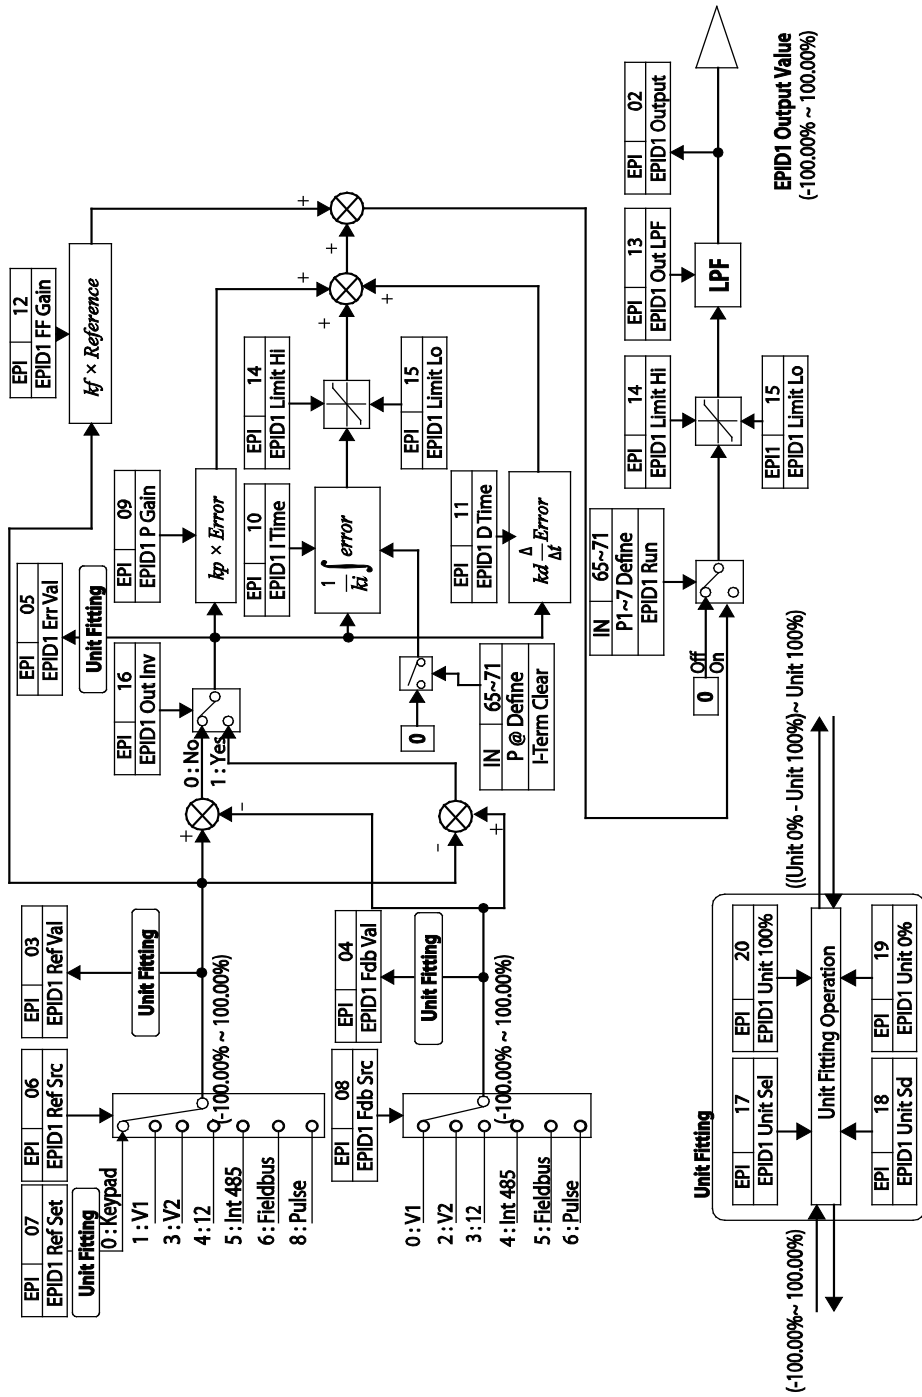 EPI 07
EPID1 Ref Set
Unit Fitting
EPI 06
EPID1 Ref Src
0 : Keypad
1 : V1
3 : V2
4 : 12
5 : Int 485
6 : Fieldbus
8 : Pulse
(-100.00% ~ 100.00%)
EPI 03
EPID1 Ref Val
Unit Fitting
EPI 08
EPID1 Fdb Src
0 : V1
2 : V2
3 : 12
4 : Int 485
5 : Fieldbus
6 : Pulse
(-100.00% ~ 100.00%)
EPI 04
EPID1 Fdb Val
Unit Fitting
+
-
-
+
0 : No
1 : Yes
EPI 16
EPID1 Out Inv
EPI 05
EPID1 Err Val
Unit Fitting
EPI 12
EPID1 FF Gain
kf × Reference
EPI 09
EPID1 P Gain
kp × Error
EPI 10
EPID1 I Time
1/ki ∫ error
EPI 11
EPID1 D Time
kd Δ/Δt Error
0
IN 65~71
P @ Define
I-Term Clear
EPI 14
EPID1 Limit Hi
EPI 15
EPID1 Limit Lo
+
+
+
+
+
IN 65~71
P1~7 Define
EPID1 Run
0
Off
On
EPI 14
EPID1 Limit Hi
EPI1 15
EPID1 Limit Lo
EPI 13
EPID1 Out LPF
LPF
EPI 02
EPID1 Output
EPID1 Output Value
(-100.00% ~ 100.00%)
Unit Fitting
EPI 17
EPID1 Unit Sel
EPI 20
EPID1 Unit 100%
Unit Fitting Operation
EPI 18
EPID1 Unit Sd
EPI 19
EPID1 Unit 0%
(-100.00%~ 100.00%)
((Unit 0% - Unit 100%)~ Unit 100%)